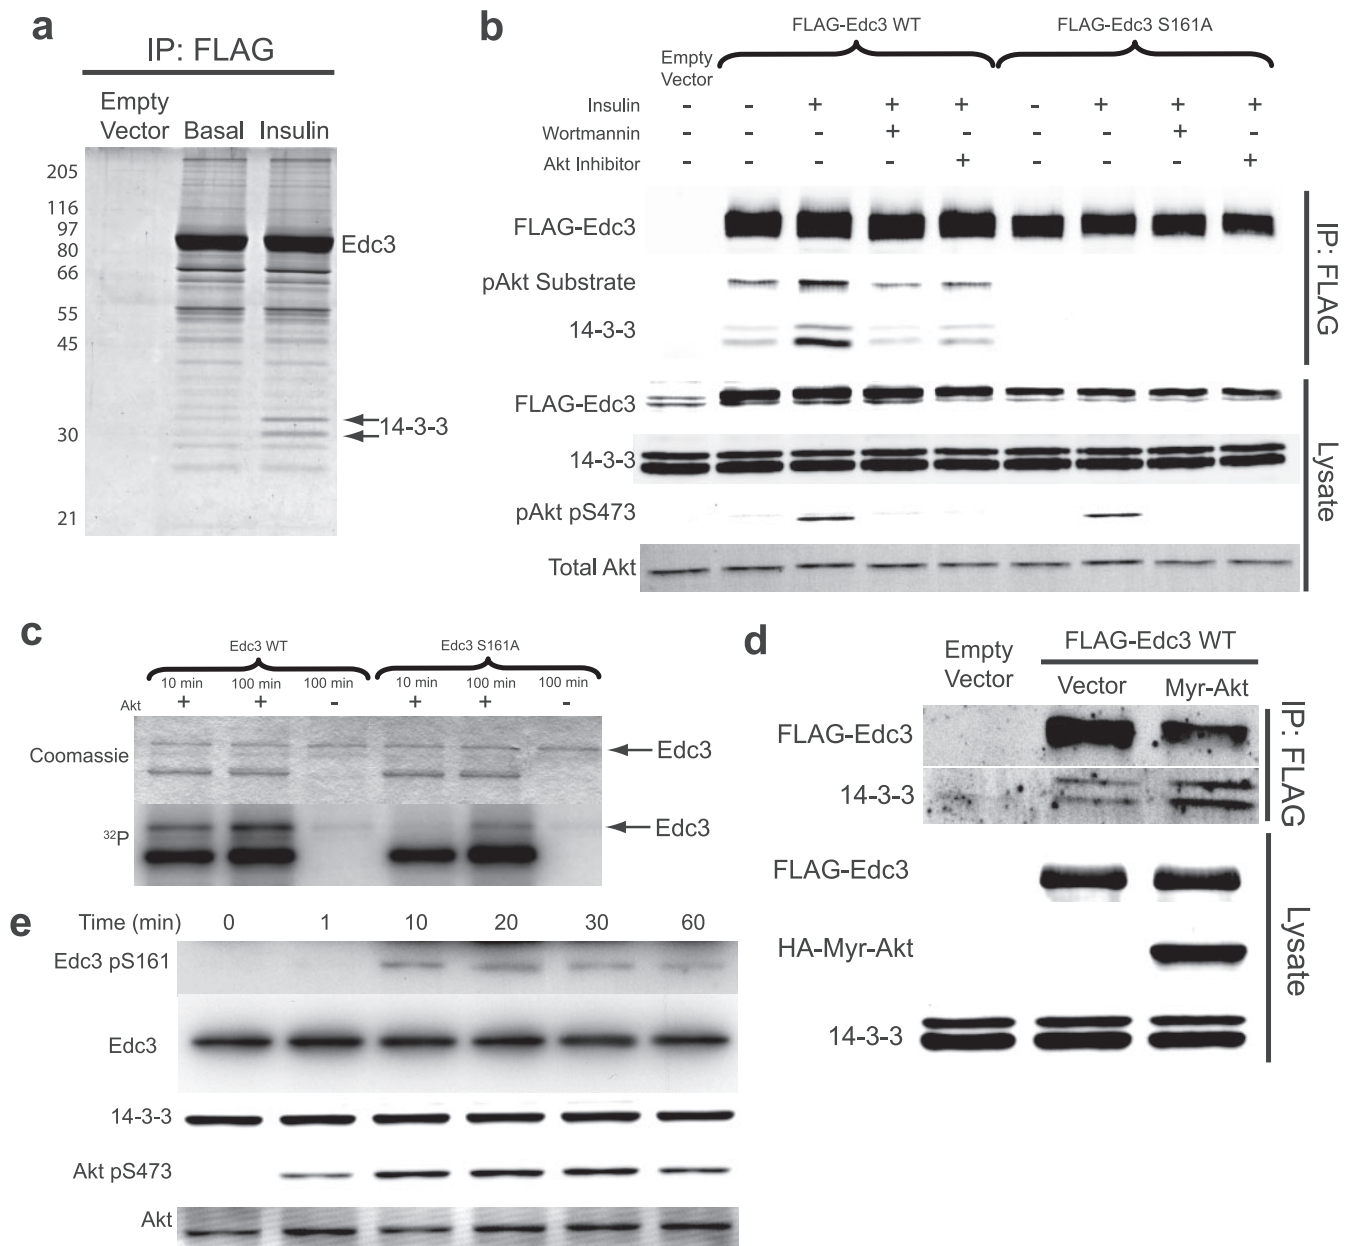 a
IP: FLAG
Empty
Vector Basal Insulin
205
116
97
80
66
55
45
30
21
Edc3
14-3-3
b
FLAG-Edc3 WT
FLAG-Edc3 S161A
Empty
Vector
Insulin - - + + + - + + +
Wortmannin - - - + - - - + -
Akt Inhibitor - - - - + - - - +
FLAG-Edc3
pAkt Substrate
14-3-3
IP: FLAG
FLAG-Edc3
14-3-3
pAkt pS473
Total Akt
Lysate
c
Edc3 WT
Edc3 S161A
10 min 100 min 100 min 10 min 100 min 100 min
Akt + + - + + -
Coomassie
Edc3
32P
Edc3
d
Empty
Vector
FLAG-Edc3 WT
Vector Myr-Akt
FLAG-Edc3
14-3-3
IP: FLAG
FLAG-Edc3
HA-Myr-Akt
14-3-3
Lysate
e
Time (min) 0 1 10 20 30 60
Edc3 pS161
Edc3
14-3-3
Akt pS473
Akt